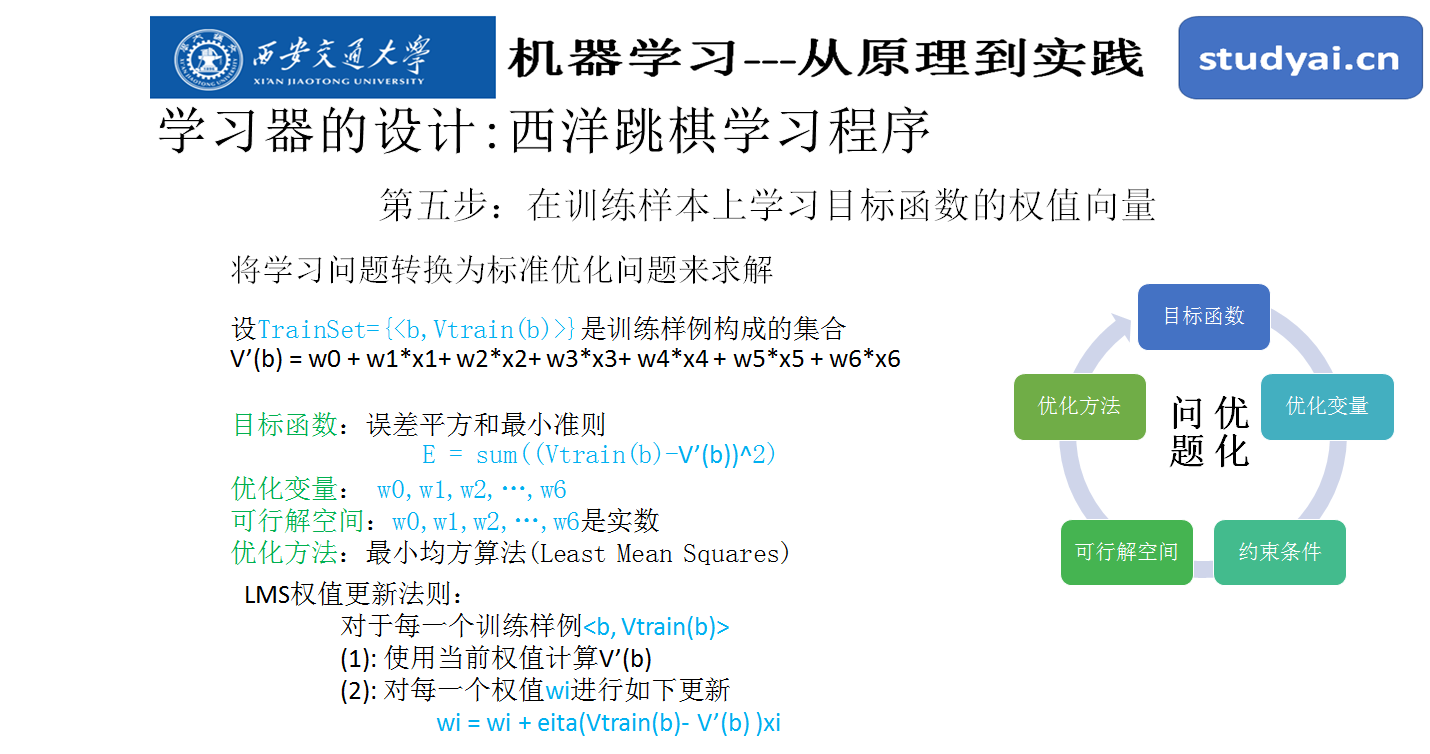 西安交通大学
XI'AN JIAOTONG UNIVERSITY
机器学习---从原理到实践
studyai.cn
学习器的设计:西洋跳棋学习程序
第五步：在训练样本上学习目标函数的权值向量
将学习问题转换为标准优化问题来求解
设TrainSet={<b,Vtrain(b)>}是训练样例构成的集合
V’(b) = w0 + w1*x1+ w2*x2+ w3*x3+ w4*x4 + w5*x5 + w6*x6
目标函数：误差平方和最小准则
E = sum((Vtrain(b)-V’(b))^2)
优化变量： w0,w1,w2,…,w6
可行解空间：w0,w1,w2,…,w6是实数
优化方法：最小均方算法(Least Mean Squares)
LMS权值更新法则：
对于每一个训练样例<b, Vtrain(b)>
(1): 使用当前权值计算V’(b)
(2): 对每一个权值wi进行如下更新
wi = wi + eita(Vtrain(b)- V’(b) )xi
目标函数
优化变量
约束条件
可行解空间
优化方法
优化
问题